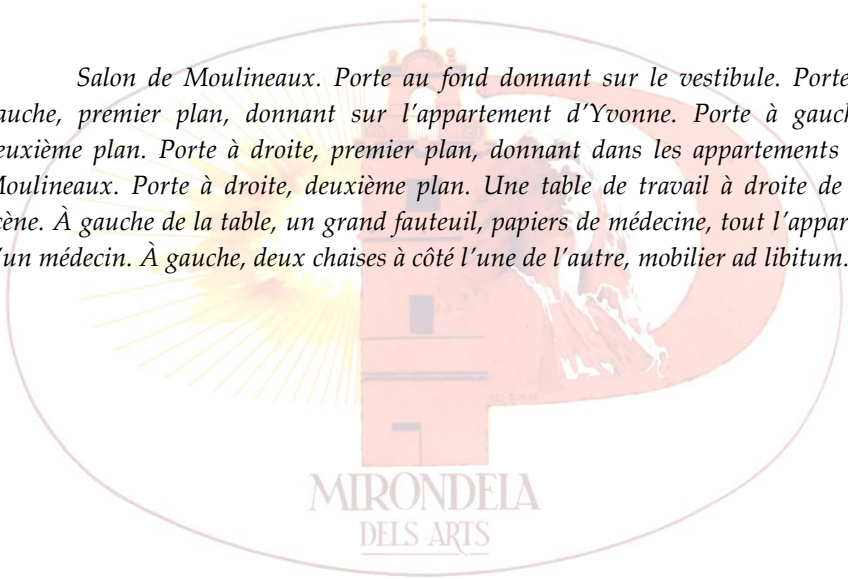 Salon de Moulineaux. Porte au fond donnant sur le vestibule. Porte
auche, premier plan, donnant sur l’appartement d’Yvonne. Porte à gauch
euxième plan. Porte à droite, premier plan, donnant dans les appartements
Moulineaux. Porte à droite, deuxième plan. Une table de travail à droite de
cène. À gauche de la table, un grand fauteuil, papiers de médecine, tout l’appar
’un médecin. À gauche, deux chaises à côté l’une de l’autre, mobilier ad libitum.
MIRONDELA
DELS ARTS